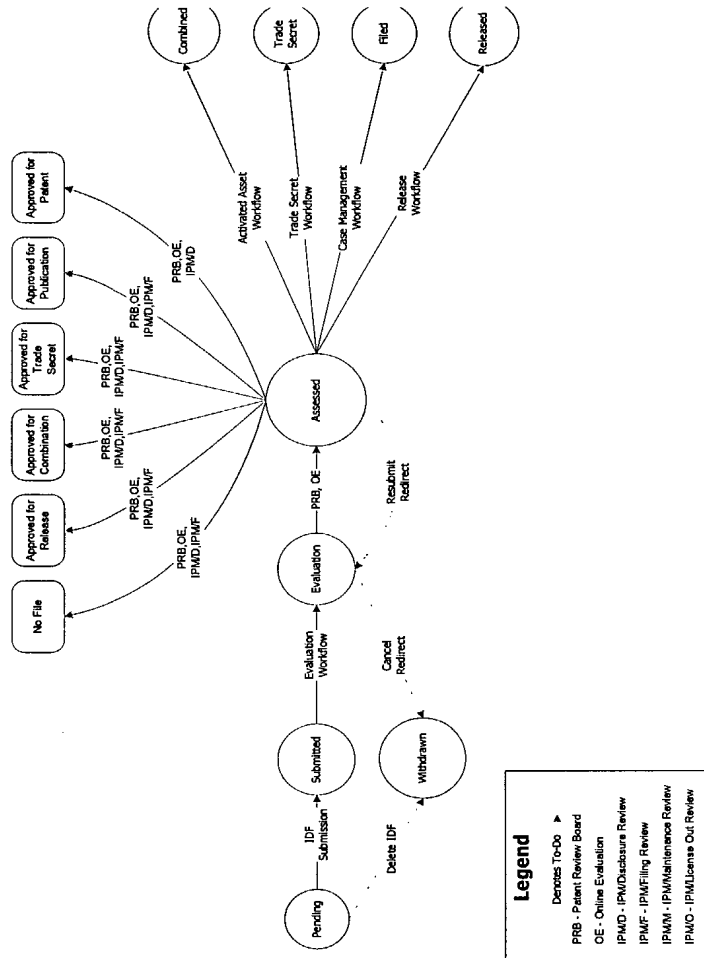 No File
Approved for
Release
Approved for
Combination
Approved for
Trade
Secret
Approved for
Publication
Approved for
Patent
PRB,OE,
IPM/D,IPM/F
PRB,OE,
IPM/D,IPM/F
PRB,OE,
IPM/D,IPM/F
PRB,OE,
IPM/D,IPM/F
PRB,OE,
IPM/D,IPM/F
PRB,OE,
IPM/D
Pending
IDF
Submission
Submitted
Evaluation
Workflow
Evaluation
PRB, OE
Assessed
Activated Asset
Workflow
Combined
Trade Secret
Workflow
Trade
Secret
Case Management
Workflow
Filed
Release
Workflow
Released
Delete IDF
Withdrawn
Cancel
Redirect
Resubmit
Redirect
Legend
Denotes To-Do
PRB - Patent Review Board
OE - Online Evaluation
IPM/D - IPM/Disclosure Review
IPM/F - IPM/Filing Review
IPM/M - IPM/Maintenance Review
IPM/O - IPM/License Out Review